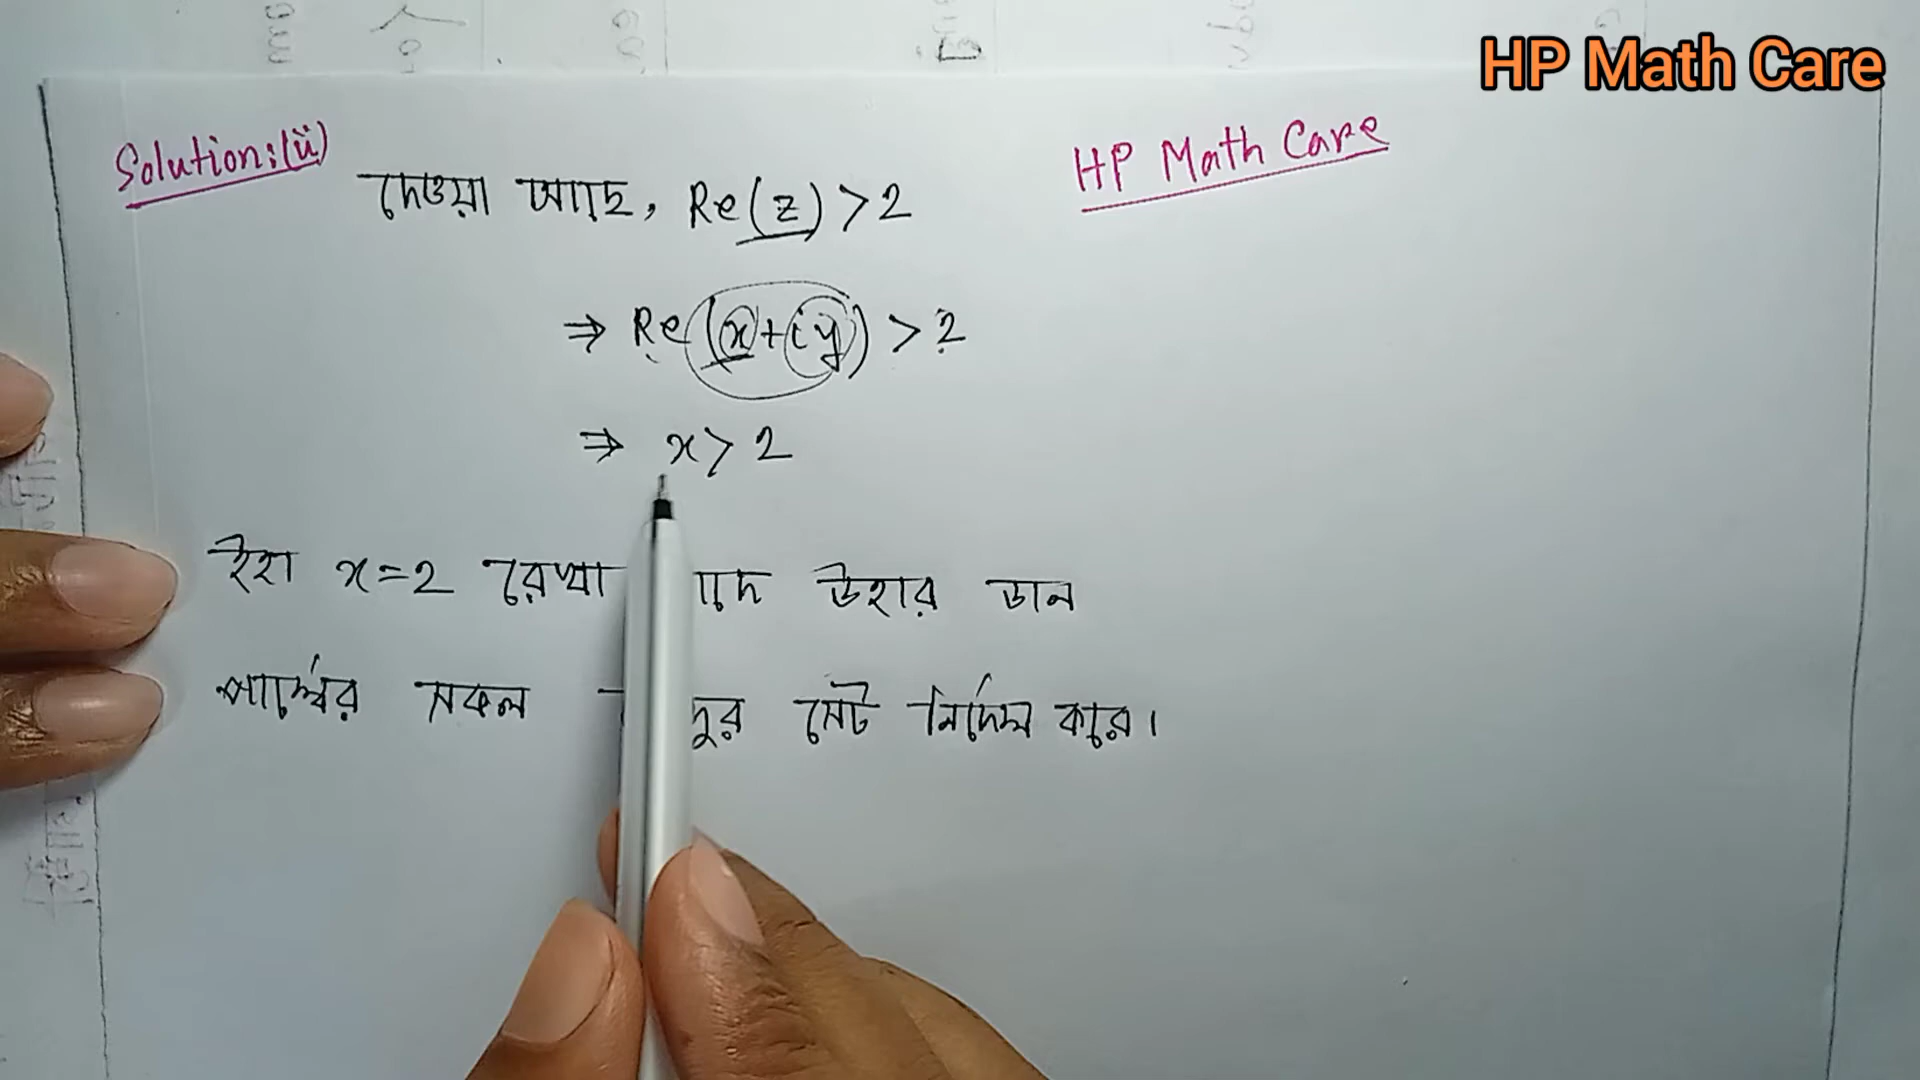 HP Math Care
Solution:(ii)
HP Math Care
দেওয়া আছে, Re(z) > 2
⇒ Re(x+iy) > 2
⇒ x > 2
ইহা x=2 রেখা বাদে উহার ডান
পার্শ্বের সকল বিন্দুর সেট নির্দেশ করে।